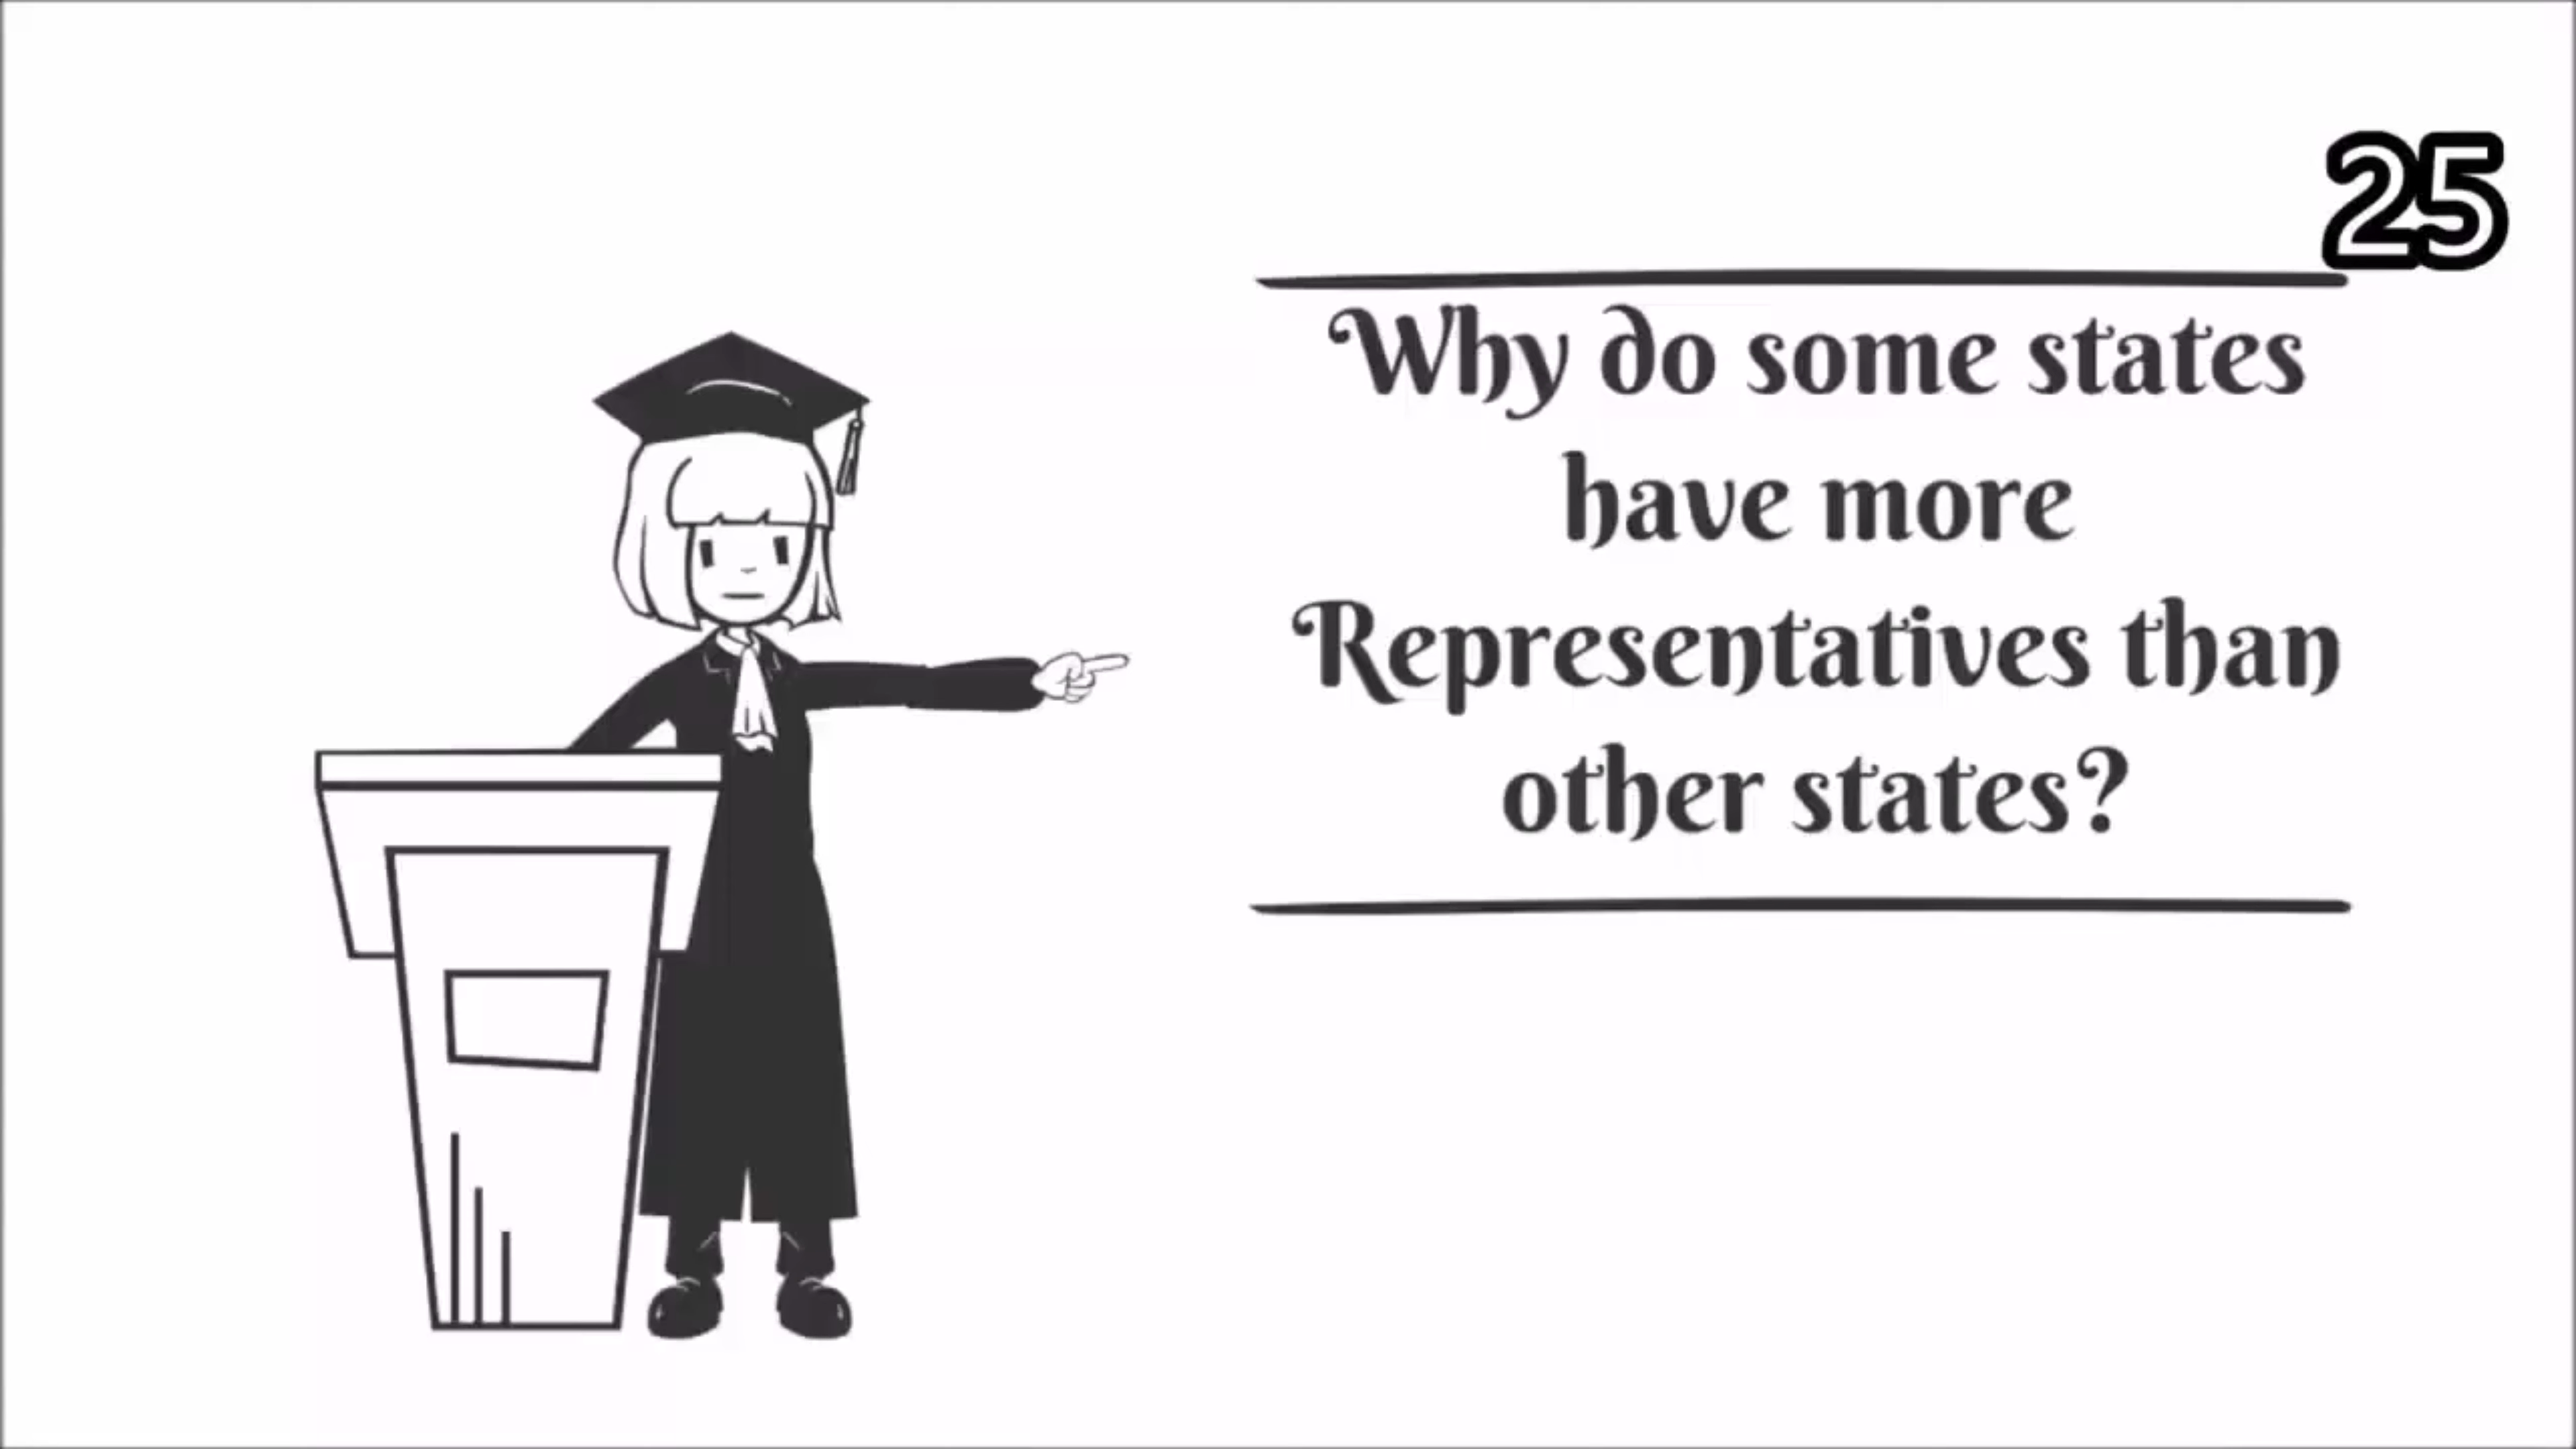 25
Why do some states
have more
Representatives than
other states?